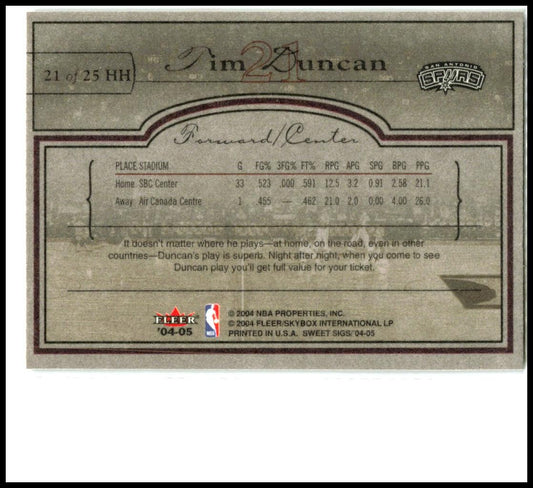 21 of 25 HH
Tim Duncan
21
SAN ANTONIO
SPURS
Forward/Center
PLACE STADIUM G FG% 3FG% FT% RPG APG SPG BPG PPG
Home SBC Center 33 .523 .000 .591 12.5 3.2 0.91 2.58 21.1
Away Air Canada Centre 1 .455 — .462 21.0 2.0 0.00 4.00 26.0
It doesn't matter where he plays—at home, on the road, even in other
countries—Duncan's play is superb. Night after night, when you come to see
Duncan play you'll get full value for your ticket.
FLEER
'04-05
NBA
© 2004 NBA PROPERTIES, INC.
© 2004 FLEER/SKYBOX INTERNATIONAL LP
PRINTED IN U.S.A. SWEET SIGS '04-05